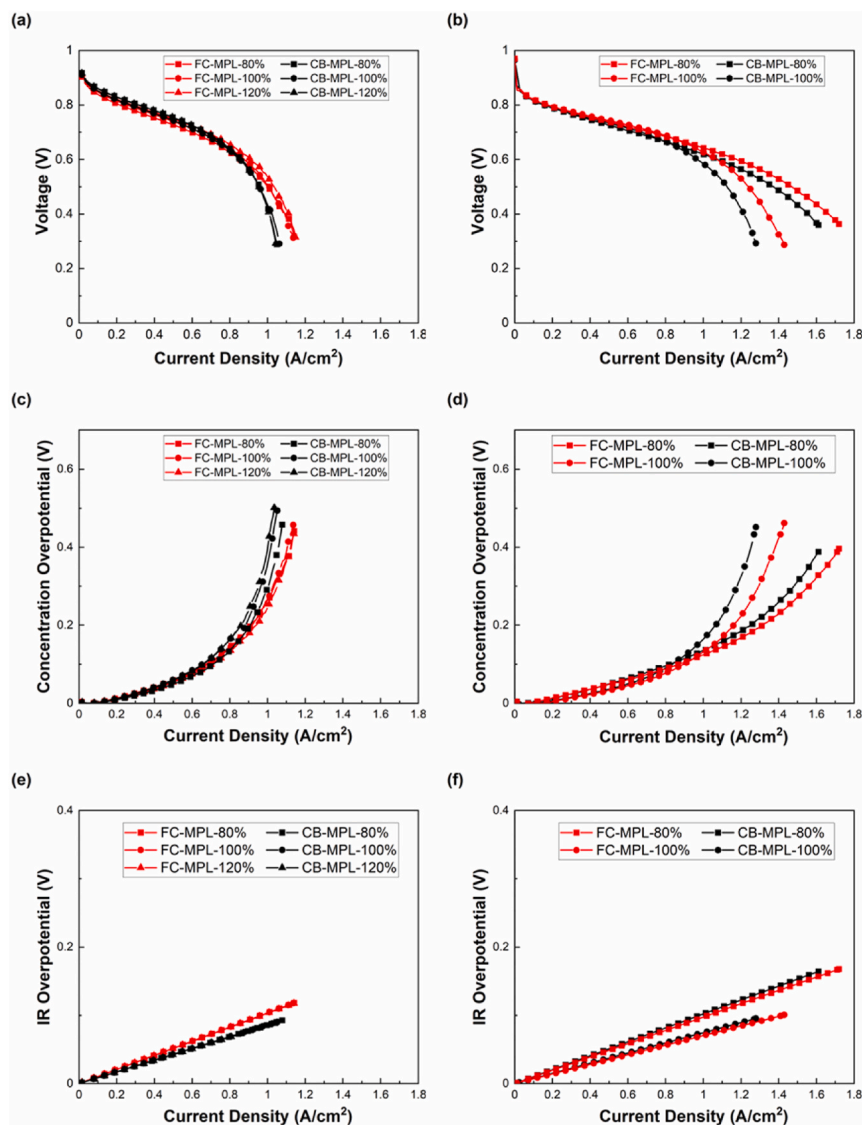 (a)
(b)
1
0.8
0.6
0.4
0.2
0
Voltage (V)
FC-MPL-80% CB-MPL-80%
FC-MPL-100% CB-MPL-100%
FC-MPL-120% CB-MPL-120%
0 0.2 0.4 0.6 0.8 1 1.2 1.4 1.6 1.8
Current Density (A/cm²)
1
0.8
0.6
0.4
0.2
0
Voltage (V)
FC-MPL-80% CB-MPL-80%
FC-MPL-100% CB-MPL-100%
0 0.2 0.4 0.6 0.8 1 1.2 1.4 1.6 1.8
Current Density (A/cm²)
(c)
(d)
0.6
0.4
0.2
0
Concentration Overpotential (V)
FC-MPL-80% CB-MPL-80%
FC-MPL-100% CB-MPL-100%
FC-MPL-120% CB-MPL-120%
0 0.2 0.4 0.6 0.8 1 1.2 1.4 1.6 1.8
Current Density (A/cm²)
0.6
0.4
0.2
0
Concentration Overpotential (V)
FC-MPL-80% CB-MPL-80%
FC-MPL-100% CB-MPL-100%
0 0.2 0.4 0.6 0.8 1 1.2 1.4 1.6 1.8
Current Density (A/cm²)
(e)
(f)
0.4
0.2
0
IR Overpotential (V)
FC-MPL-80% CB-MPL-80%
FC-MPL-100% CB-MPL-100%
FC-MPL-120% CB-MPL-120%
0 0.2 0.4 0.6 0.8 1 1.2 1.4 1.6 1.8
Current Density (A/cm²)
0.4
0.2
0
IR Overpotential (V)
FC-MPL-80% CB-MPL-80%
FC-MPL-100% CB-MPL-100%
0 0.2 0.4 0.6 0.8 1 1.2 1.4 1.6 1.8
Current Density (A/cm²)